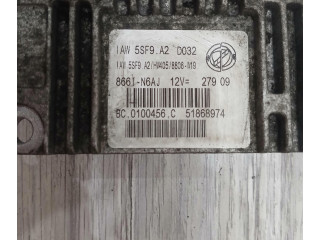 IAW 5SF9.A2 D032
IAW 5SF9 A2/HW405/8808-M19
8661-N6AJ 12V= 279 09
BC.0100456.C 51868974